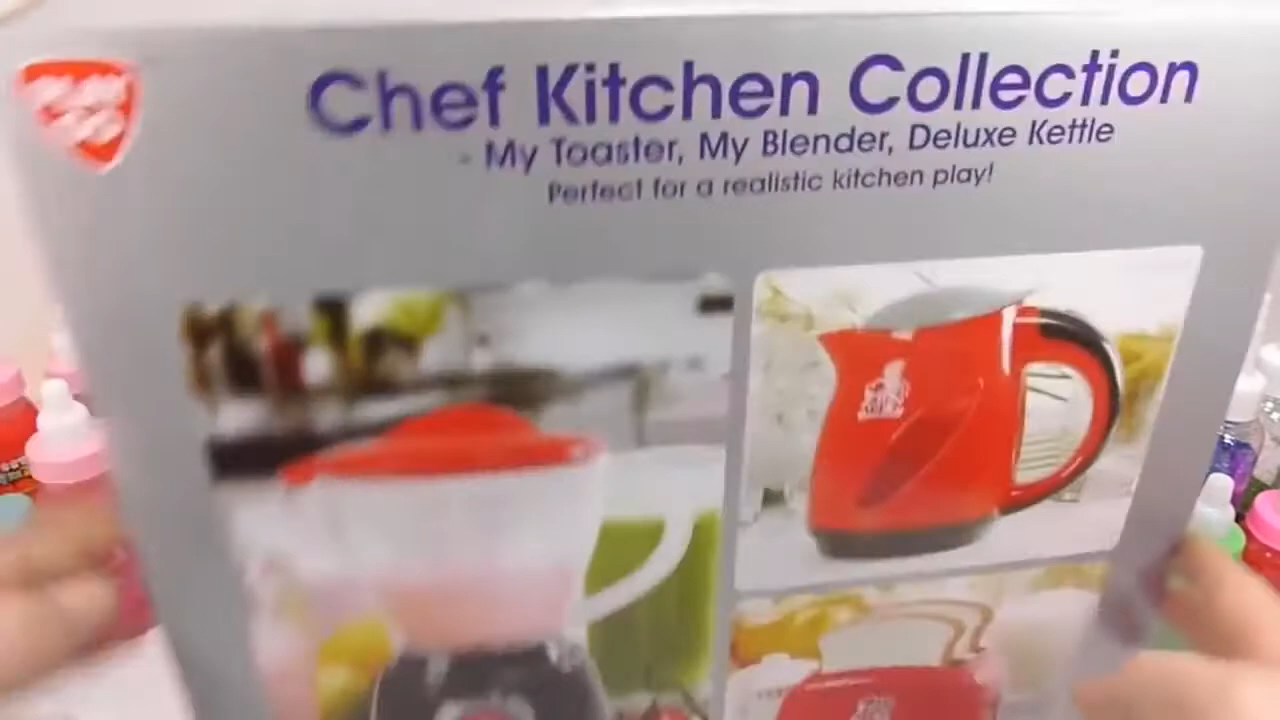 Chef Kitchen Collection
- My Toaster, My Blender, Deluxe Kettle
Perfect for a realistic kitchen play!